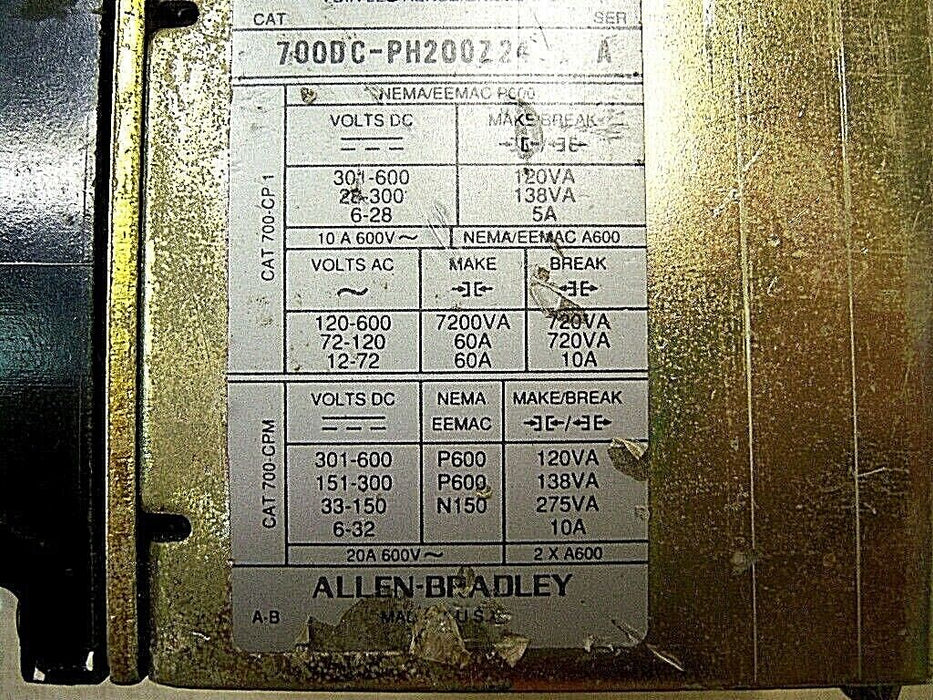 CAT SER
700DC-PH200Z24 A
NEMA/EEMAC P600
VOLTS DC MAKE/BREAK
301-600 120VA
28-300 138VA
6-28 5A
CAT 700-CP1
10 A 600V~ NEMA/EEMAC A600
VOLTS AC MAKE BREAK
~
120-600 7200VA 720VA
72-120 60A 720VA
12-72 60A 10A
VOLTS DC NEMA MAKE/BREAK
EEMAC
CAT 700-CPM
301-600 P600 120VA
151-300 P600 138VA
33-150 N150 275VA
6-32 10A
20A 600V~ 2 X A600
ALLEN-BRADLEY
A-B U.S.A.